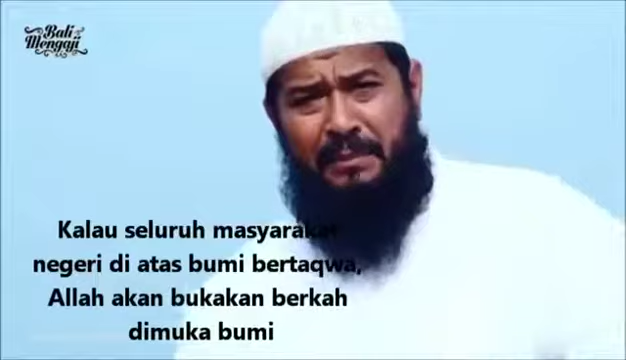 Bali
Mengaji
Kalau seluruh masyarakat
negeri di atas bumi bertaqwa,
Allah akan bukakan berkah
dimuka bumi